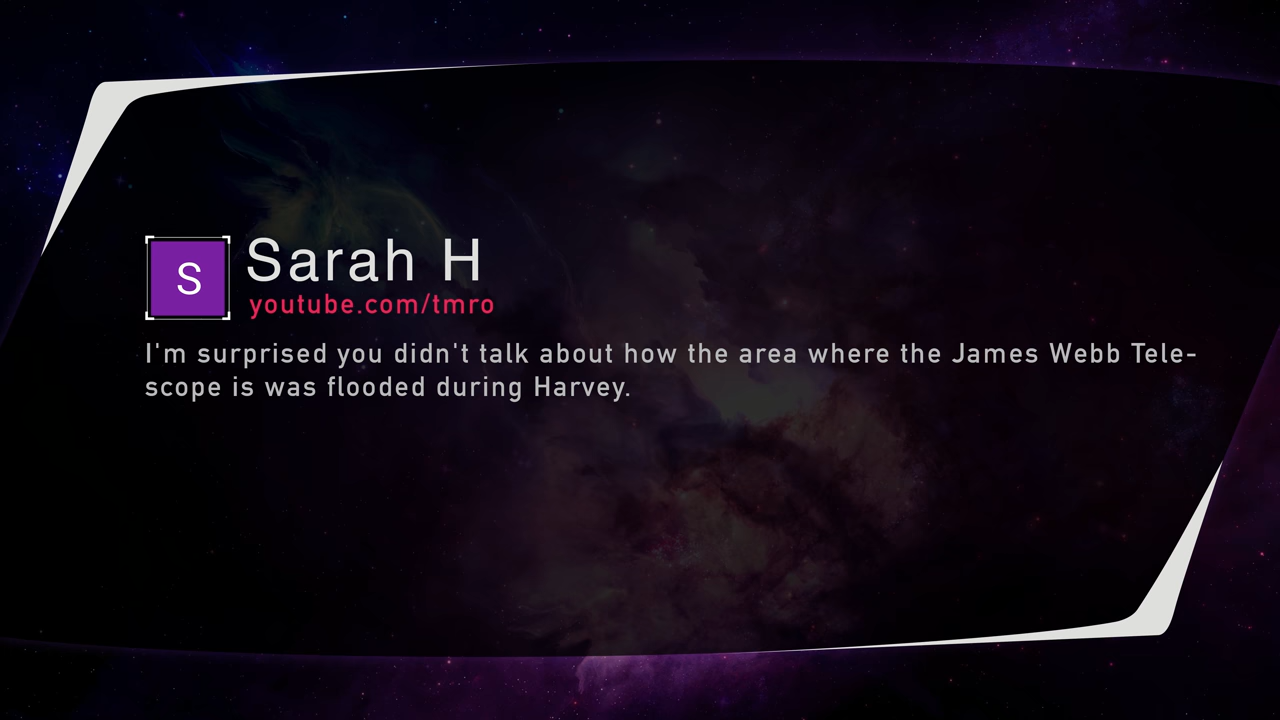 S
Sarah H
youtube.com/tmro
I'm surprised you didn't talk about how the area where the James Webb Tele-
scope is was flooded during Harvey.